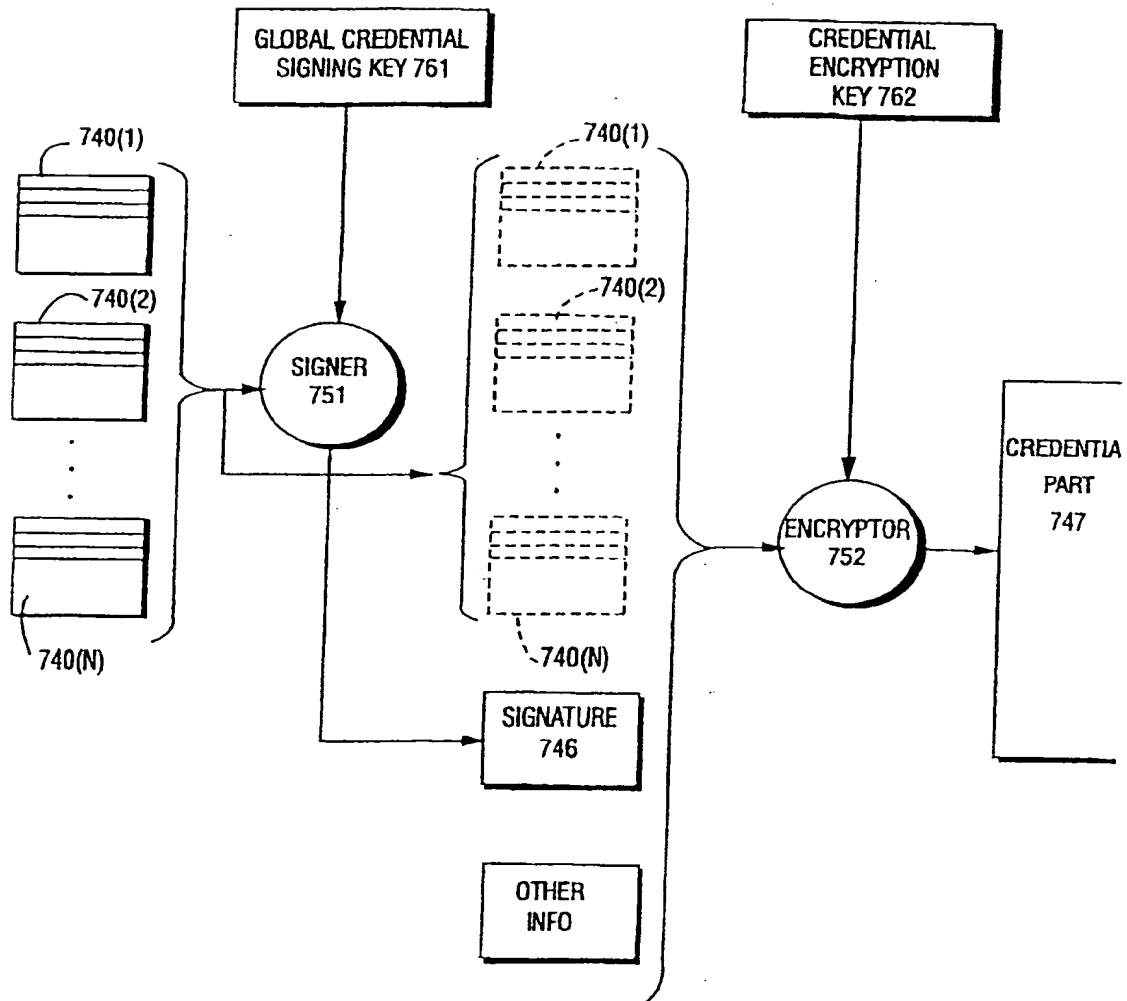 GLOBAL CREDENTIAL
SIGNING KEY 761
CREDENTIAL
ENCRYPTION
KEY 762
740(1)
740(1)
740(2)
740(2)
SIGNER
751
CREDENTIA
PART
747
ENCRYPTOR
752
740(N)
740(N)
SIGNATURE
746
OTHER
INFO